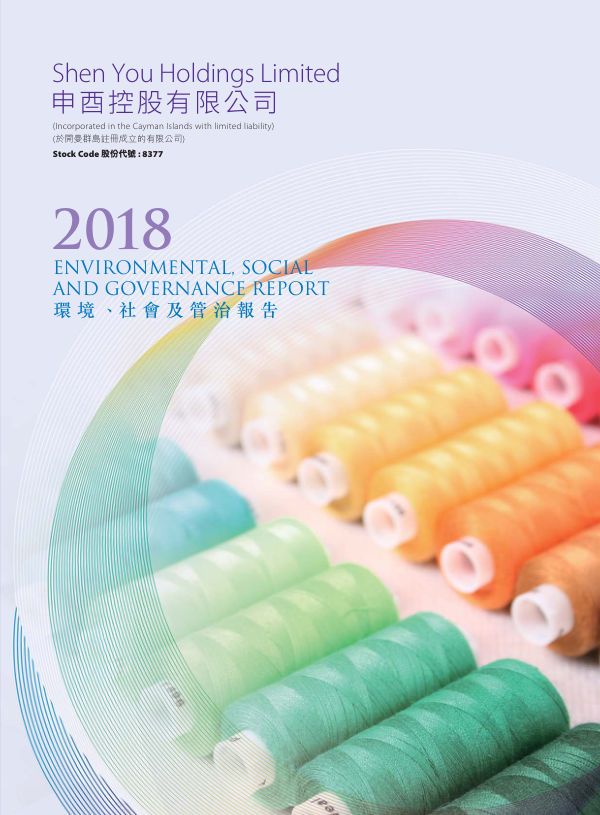 Shen You Holdings Limited
申酉控股有限公司
(Incorporated in the Cayman Islands with limited liability)
(於開曼群島註冊成立的有限公司)
Stock Code 股份代號 : 8377
2018
ENVIRONMENTAL, SOCIAL
AND GOVERNANCE REPORT
環境、社會及管治報告